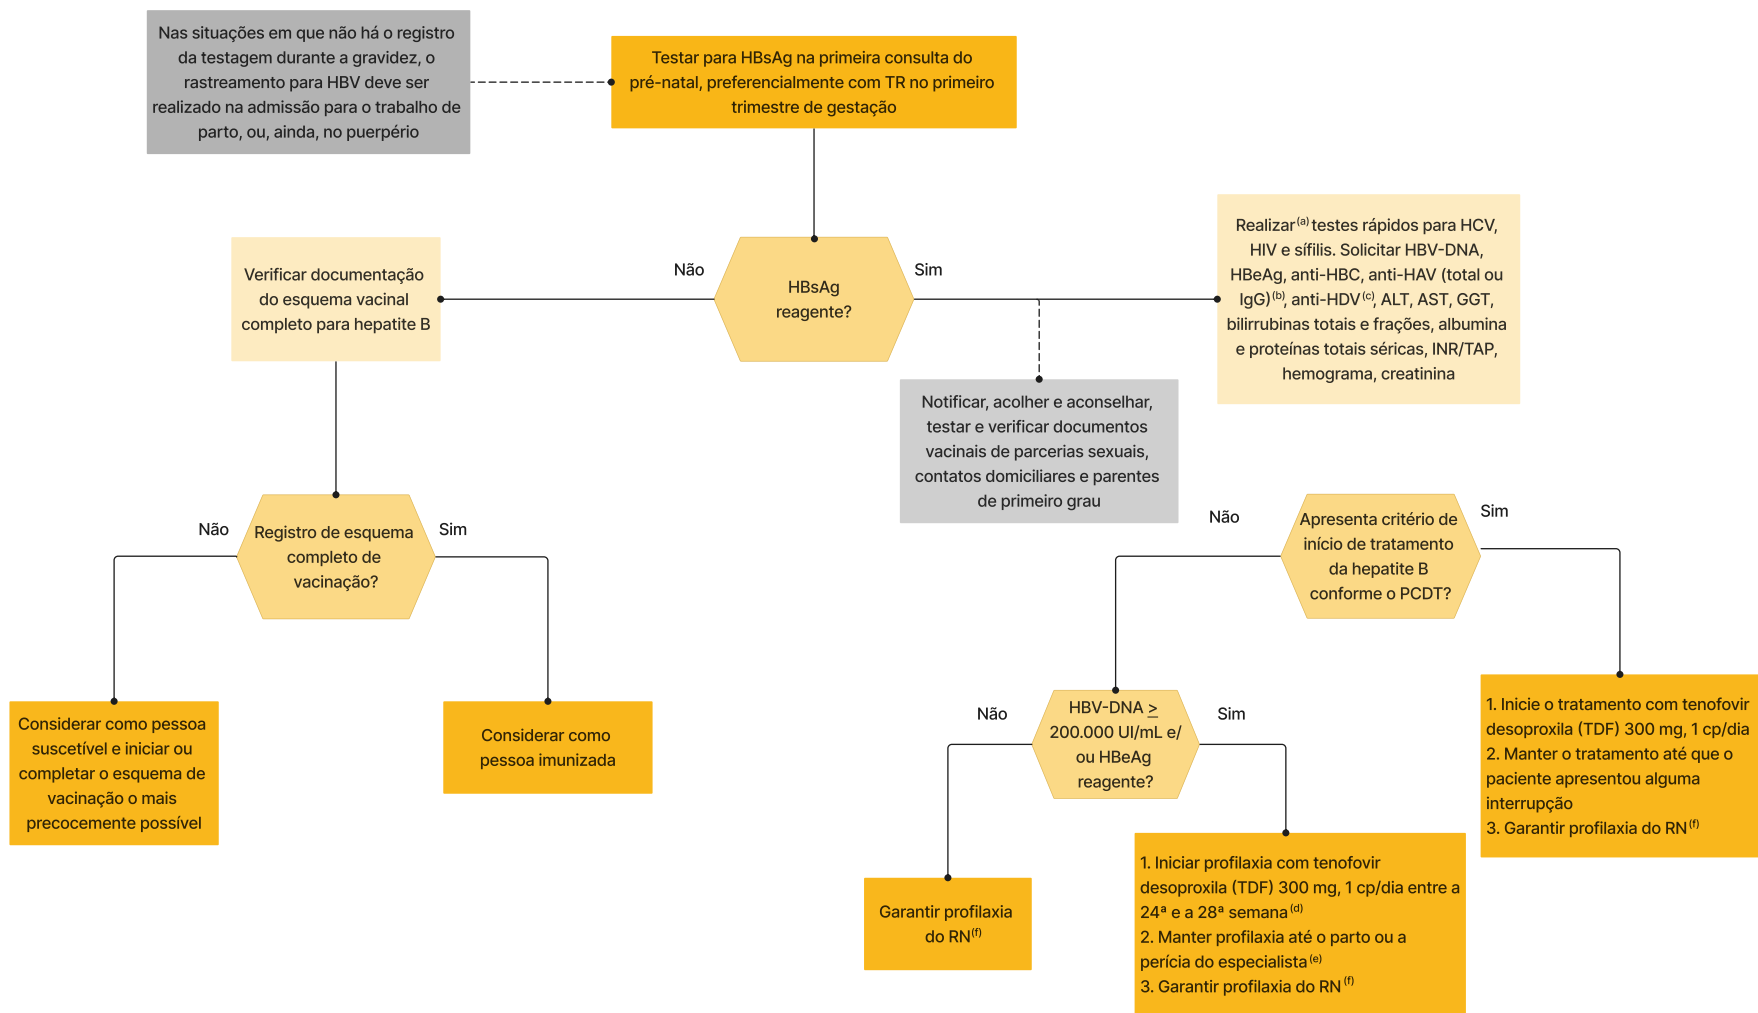 Nas situações em que não há o registro
da testagem durante a gravidez, o
rastreamento para HBV deve ser
realizado na admissão para o trabalho de
parto, ou, ainda, no puerpério
Testar para HBsAg na primeira consulta do
pré-natal, preferencialmente com TR no primeiro
trimestre de gestação
Verificar documentação
do esquema vacinal
completo para hepatite B
Não
HBsAg
reagente?
Sim
Realizar(a) testes rápidos para HCV,
HIV e sífilis. Solicitar HBV-DNA,
HBeAg, anti-HBC, anti-HAV (total ou
IgG)(b), anti-HDV(c), ALT, AST, GGT,
bilirrubinas totais e frações, albumina
e proteínas totais séricas, INR/TAP,
hemograma, creatinina
Notificar, acolher e aconselhar,
testar e verificar documentos
vacinais de parcerias sexuais,
contatos domiciliares e parentes
de primeiro grau
Não
Registro de esquema
completo de
vacinação?
Sim
Não
Apresenta critério de
início de tratamento
da hepatite B
conforme o PCDT?
Sim
Considerar como pessoa
suscetível e iniciar ou
completar o esquema de
vacinação o mais
precocemente possível
Considerar como
pessoa imunizada
Não
HBV-DNA ≥
200.000 UI/mL e/
ou HBeAg
reagente?
Sim
1. Inicie o tratamento com tenofovir
desoproxila (TDF) 300 mg, 1 cp/dia
2. Manter o tratamento até que o
paciente apresentou alguma
interrupção
3. Garantir profilaxia do RN(f)
Garantir profilaxia
do RN(f)
1. Iniciar profilaxia com tenofovir
desoproxila (TDF) 300 mg, 1 cp/dia entre a
24ª e a 28ª semana(d)
2. Manter profilaxia até o parto ou a
perícia do especialista(e)
3. Garantir profilaxia do RN(f)